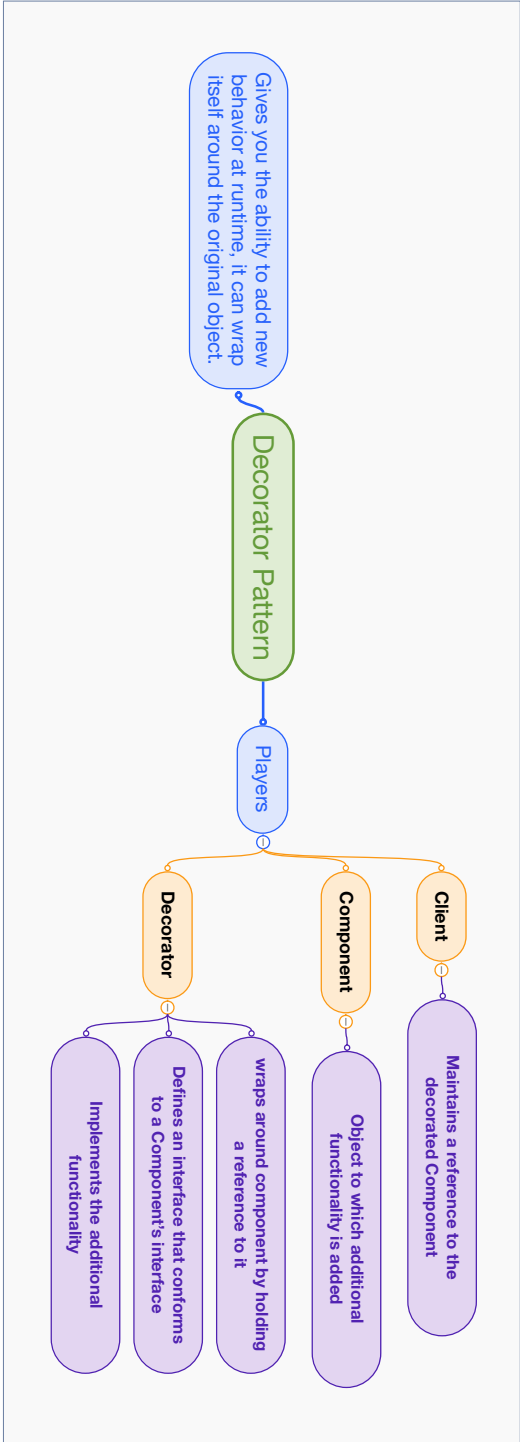 Gives you the ability to add new
behavior at runtime, it can wrap
itself around the original object.
Decorator Pattern
Players
Client
Maintains a reference to the
decorated Component
Component
Object to which additional
functionality is added
Decorator
wraps around component by holding
a reference to it
Defines an interface that conforms
to a Component's interface
Implements the additional
functionality